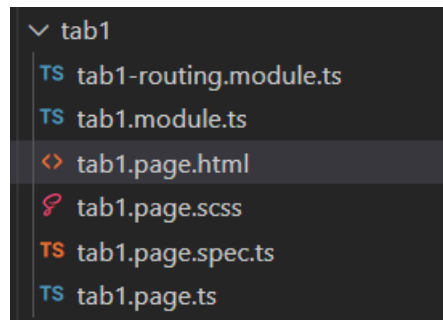 tab1
TS tab1-routing.module.ts
TS tab1.module.ts
<> tab1.page.html
tab1.page.scss
TS tab1.page.spec.ts
TS tab1.page.ts